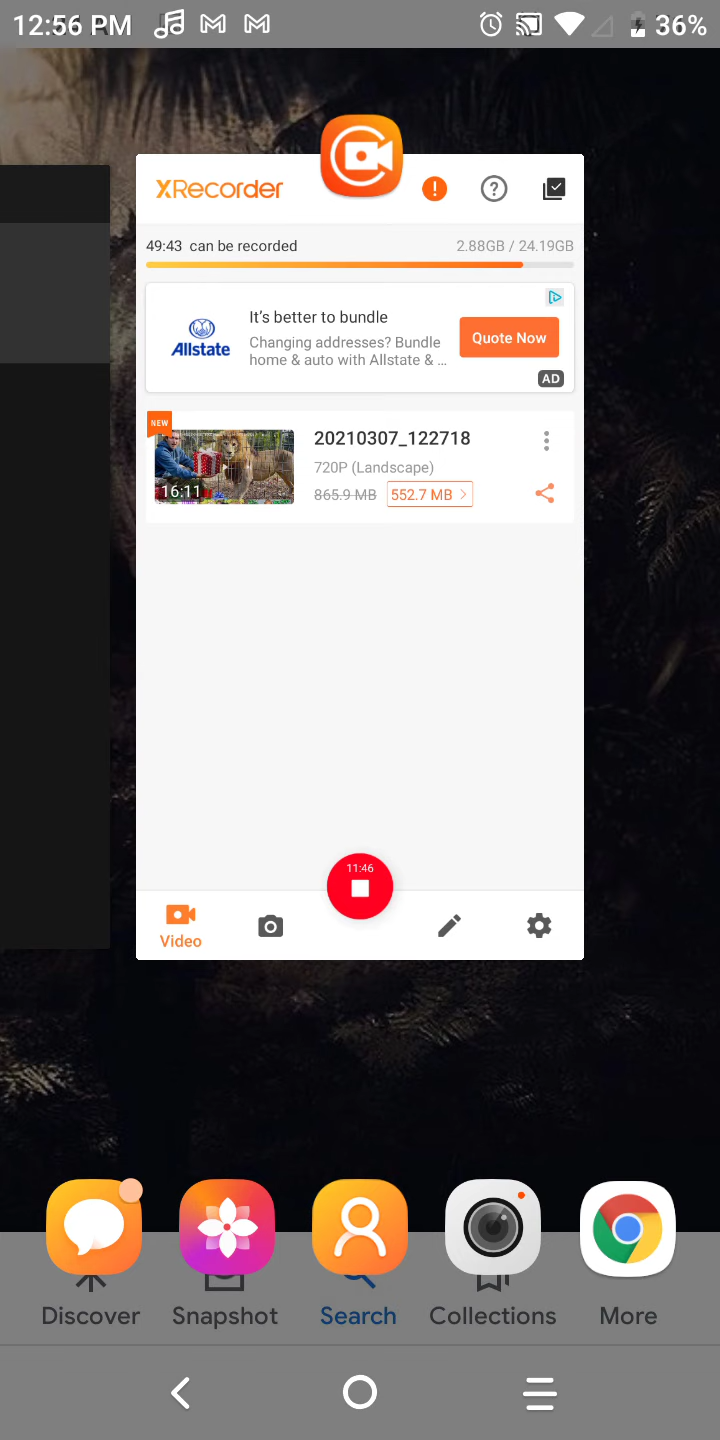 12:56 PM
36%
XRecorder
!
?
49:43 can be recorded
2.88GB / 24.19GB
It's better to bundle
Changing addresses? Bundle
home & auto with Allstate & ...
Allstate
Quote Now
AD
NEW
16:11
20210307_122718
720P (Landscape)
865.9 MB
552.7 MB >
11:46
Video
Discover
Snapshot
Search
Collections
More